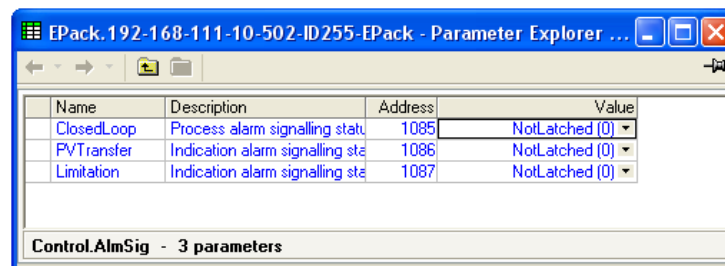 EPack.192-168-111-10-502-ID255-EPack - Parameter Explorer ...
Name Description Address Value
ClosedLoop Process alarm signalling statu 1085 NotLatched (0)
PVTransfer Indication alarm signalling sta 1086 NotLatched (0)
Limitation Indication alarm signalling sta 1087 NotLatched (0)
Control.AlmSig - 3 parameters